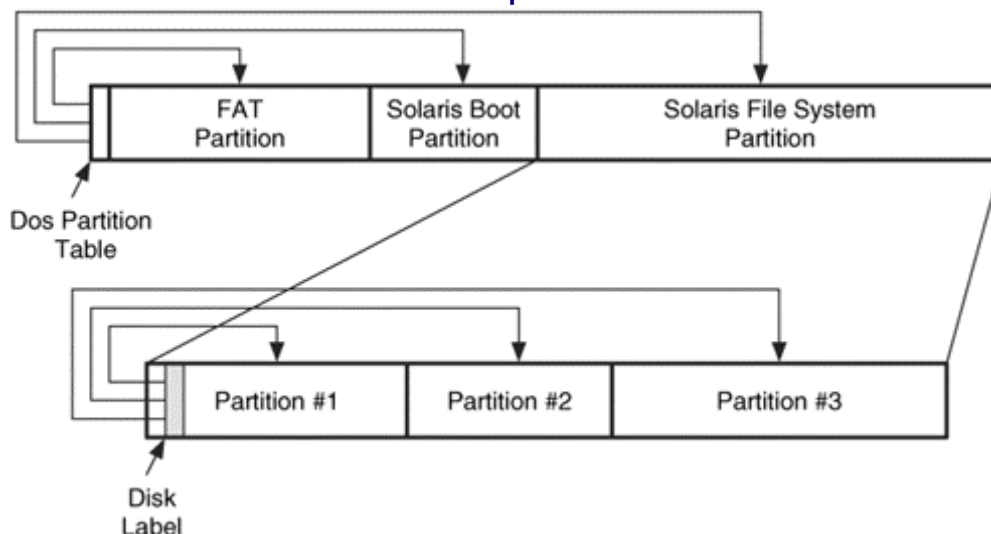 FAT
Partition
Solaris Boot
Partition
Solaris File System
Partition
Dos Partition
Table
Partition #1
Partition #2
Partition #3
Disk
Label